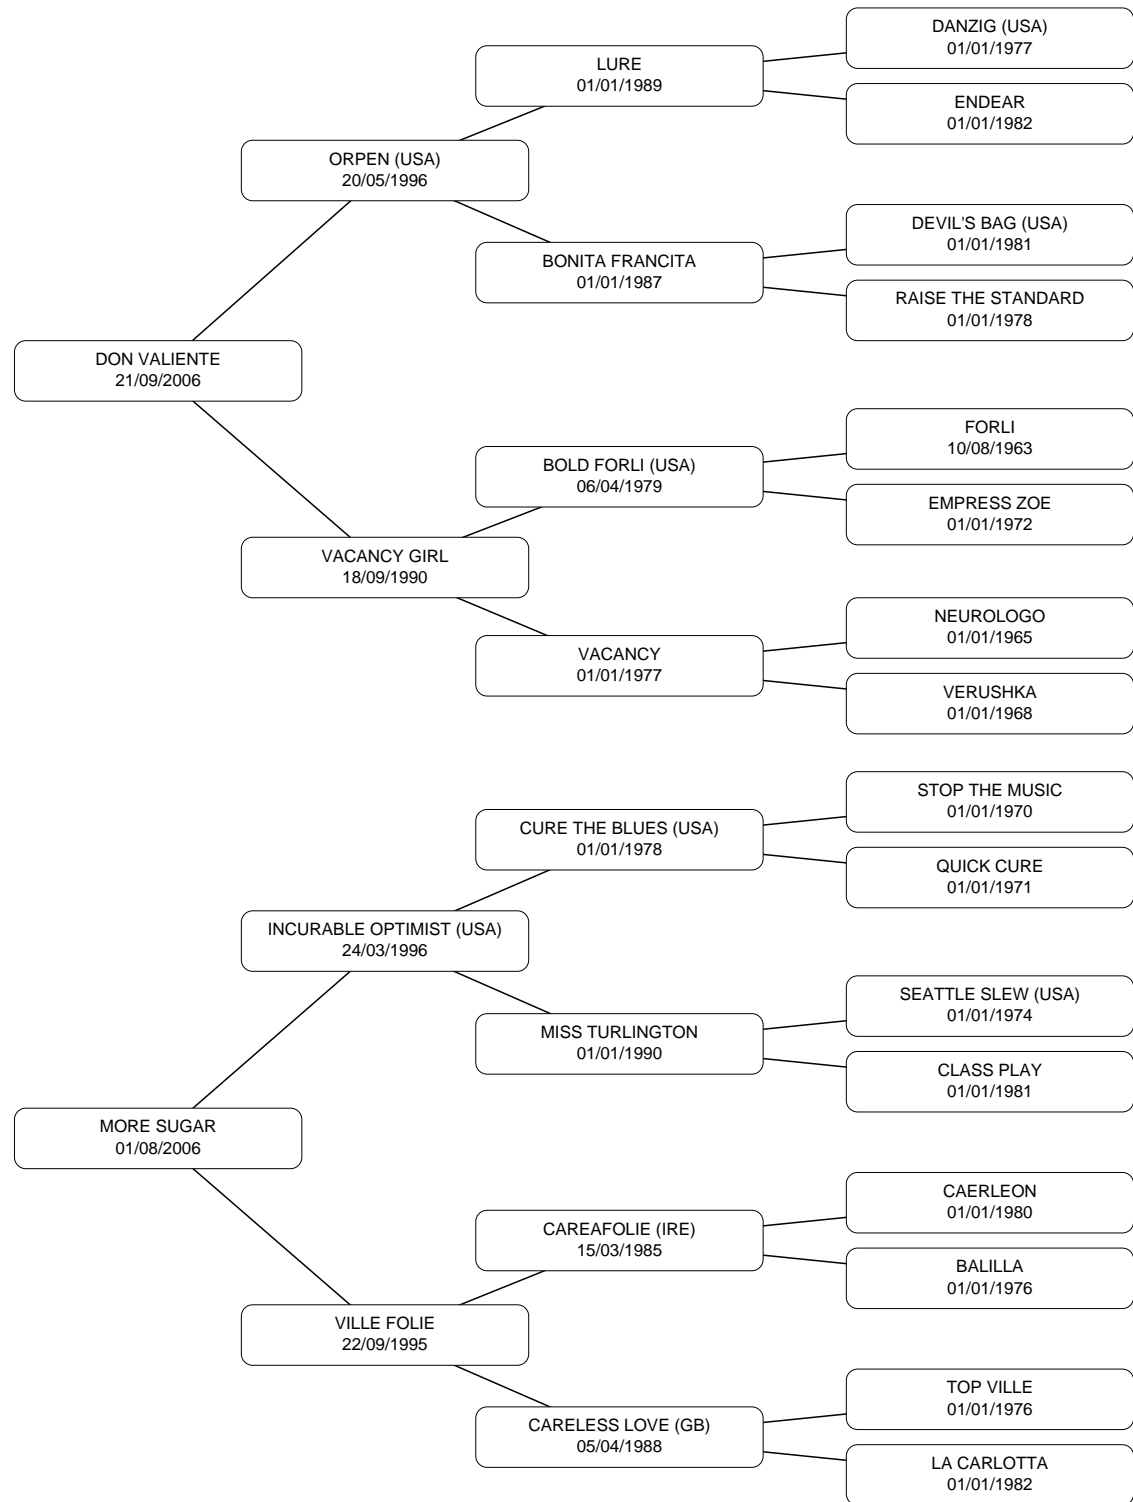 DANZIG (USA)
01/01/1977
LURE
01/01/1989
ENDEAR
01/01/1982
ORPEN (USA)
20/05/1996
DEVIL'S BAG (USA)
01/01/1981
BONITA FRANCITA
01/01/1987
RAISE THE STANDARD
01/01/1978
DON VALIENTE
21/09/2006
FORLI
10/08/1963
BOLD FORLI (USA)
06/04/1979
EMPRESS ZOE
01/01/1972
VACANCY GIRL
18/09/1990
NEUROLOGO
01/01/1965
VACANCY
01/01/1977
VERUSHKA
01/01/1968
STOP THE MUSIC
01/01/1970
CURE THE BLUES (USA)
01/01/1978
QUICK CURE
01/01/1971
INCURABLE OPTIMIST (USA)
24/03/1996
SEATTLE SLEW (USA)
01/01/1974
MISS TURLINGTON
01/01/1990
CLASS PLAY
01/01/1981
MORE SUGAR
01/08/2006
CAERLEON
01/01/1980
CAREAFOLIE (IRE)
15/03/1985
BALILLA
01/01/1976
VILLE FOLIE
22/09/1995
TOP VILLE
01/01/1976
CARELESS LOVE (GB)
05/04/1988
LA CARLOTTA
01/01/1982